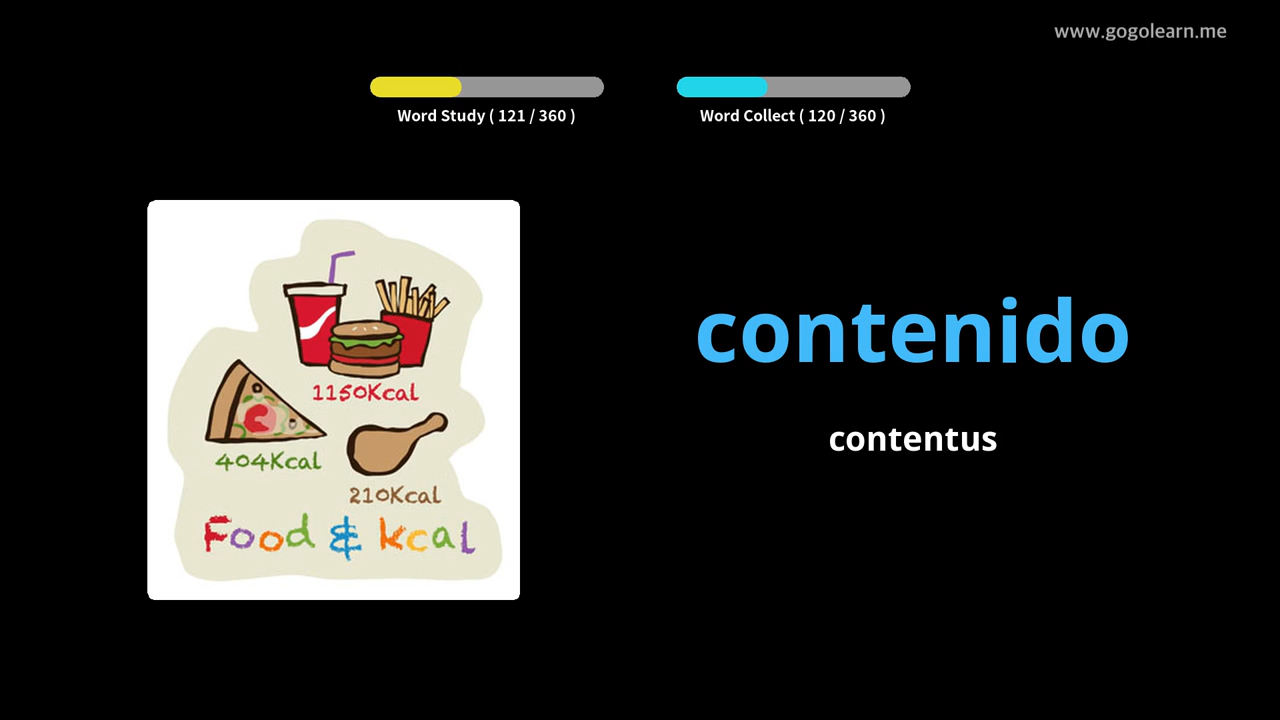 www.gogolearn.me
Word Study ( 121 / 360 )
Word Collect ( 120 / 360 )
1150Kcal
404Kcal
210Kcal
Food & kcal
contenido
contentus